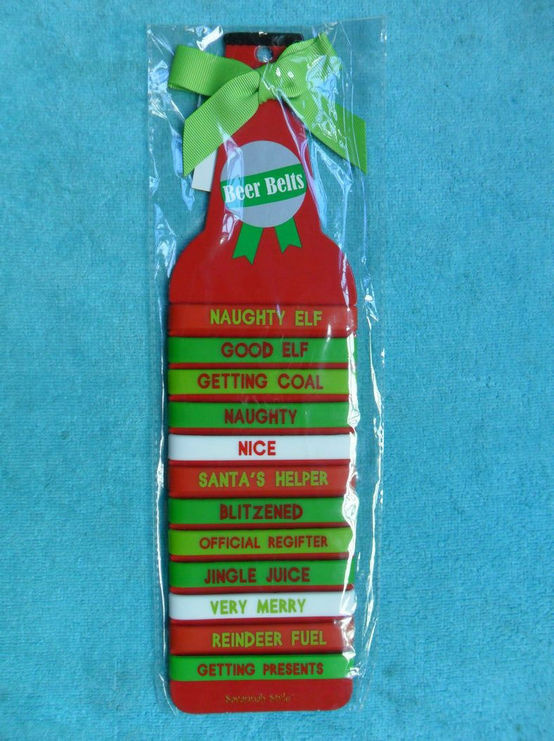 Beer Belts
NAUGHTY ELF
GOOD ELF
GETTING COAL
NAUGHTY
NICE
SANTA'S HELPER
BLITZENED
OFFICIAL REGIFTER
JINGLE JUICE
VERY MERRY
REINDEER FUEL
GETTING PRESENTS